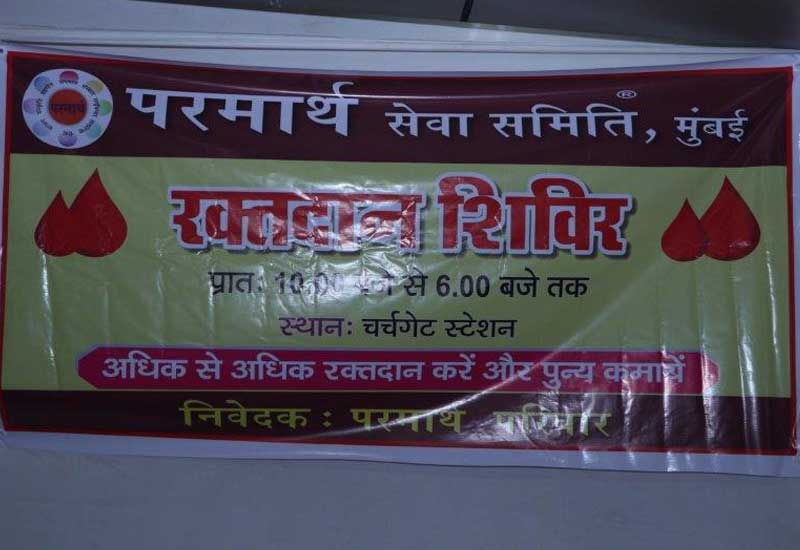 परमार्थ सेवा समिति®, मुंबई
परमार्थ
रक्तदान शिविर
प्रातः 10.00 बजे से 6.00 बजे तक
स्थानः चर्चगेट स्टेशन
अधिक से अधिक रक्तदान करें और पुन्य कमायें
निवेदक : परमार्थ परिवार